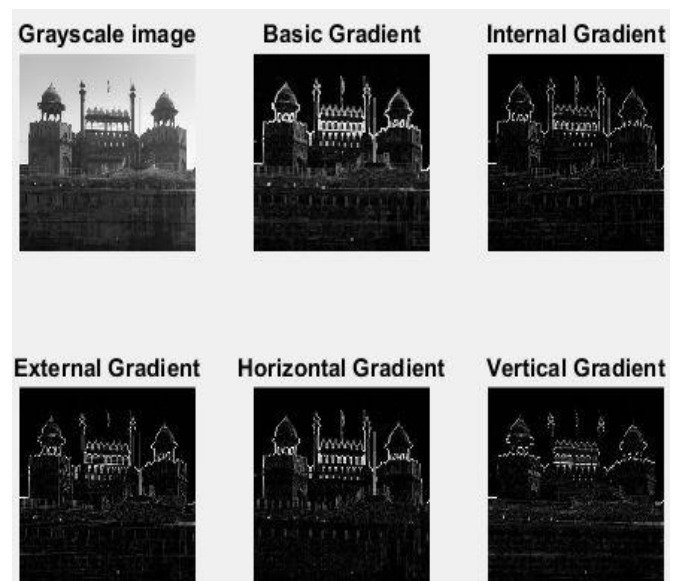 Grayscale image
Basic Gradient
Internal Gradient
External Gradient
Horizontal Gradient
Vertical Gradient